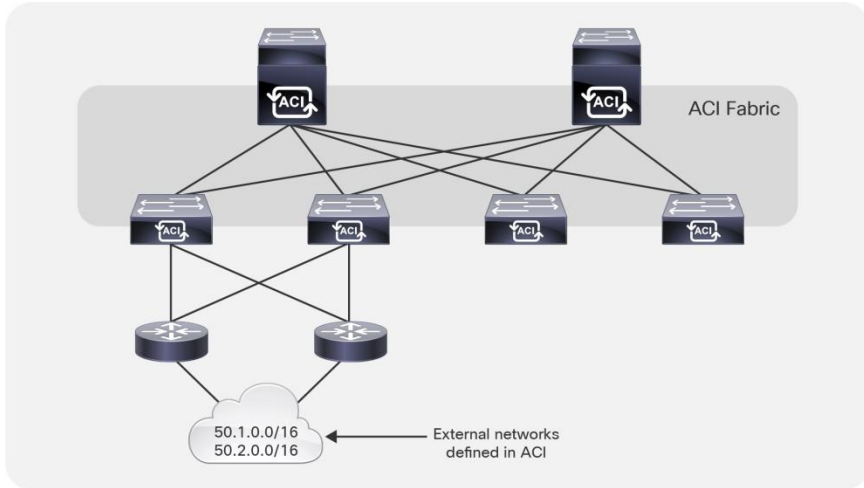 ACI
ACI
ACI Fabric
ACI
ACI
ACI
ACI
50.1.0.0/16
50.2.0.0/16
External networks
defined in ACI